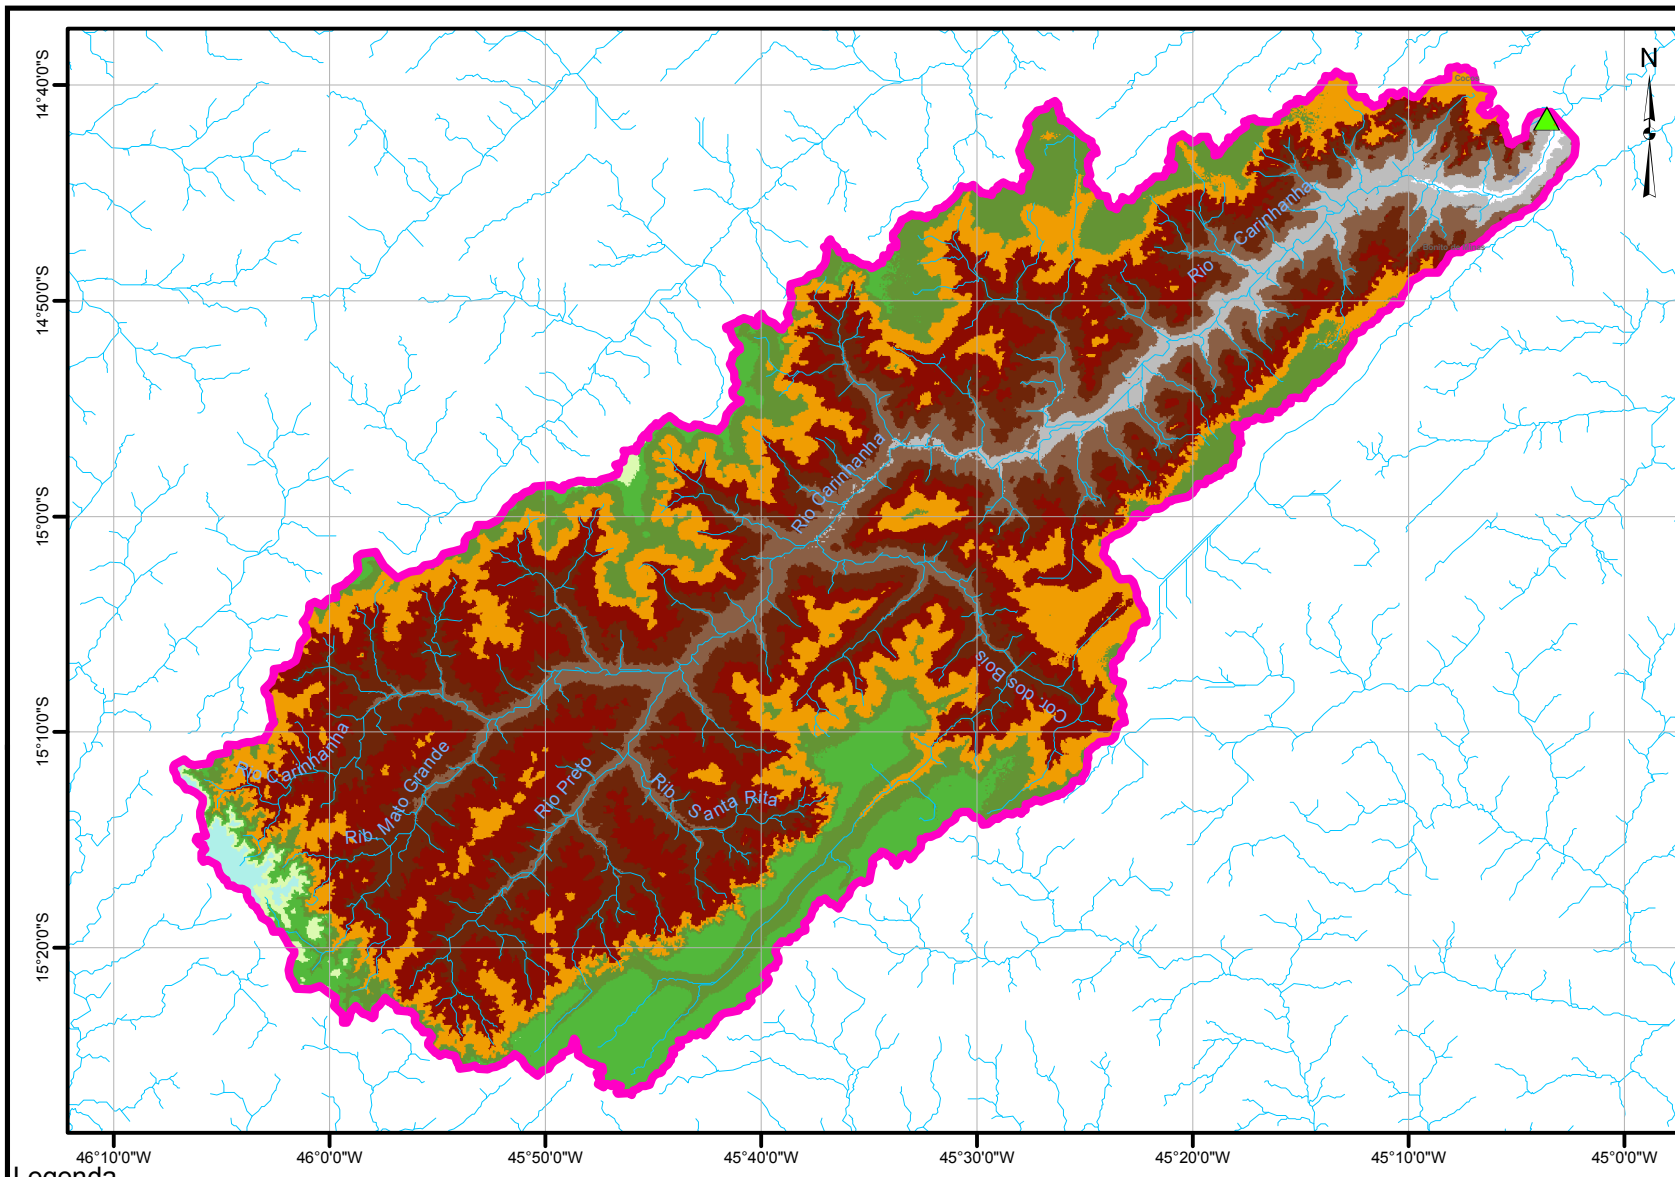 N
14°40'0"S
14°50'0"S
15°0'0"S
15°10'0"S
15°20'0"S
Rio Carinhanha
Rio Carinhanha
Cor dos Bois
Carinhanha
Rib Mato Grande
Rio Preto
Rib Santa Rita
46°10'0"W
46°0'0"W
45°50'0"W
45°40'0"W
45°30'0"W
45°20'0"W
45°10'0"W
45°0'0"W
Legenda